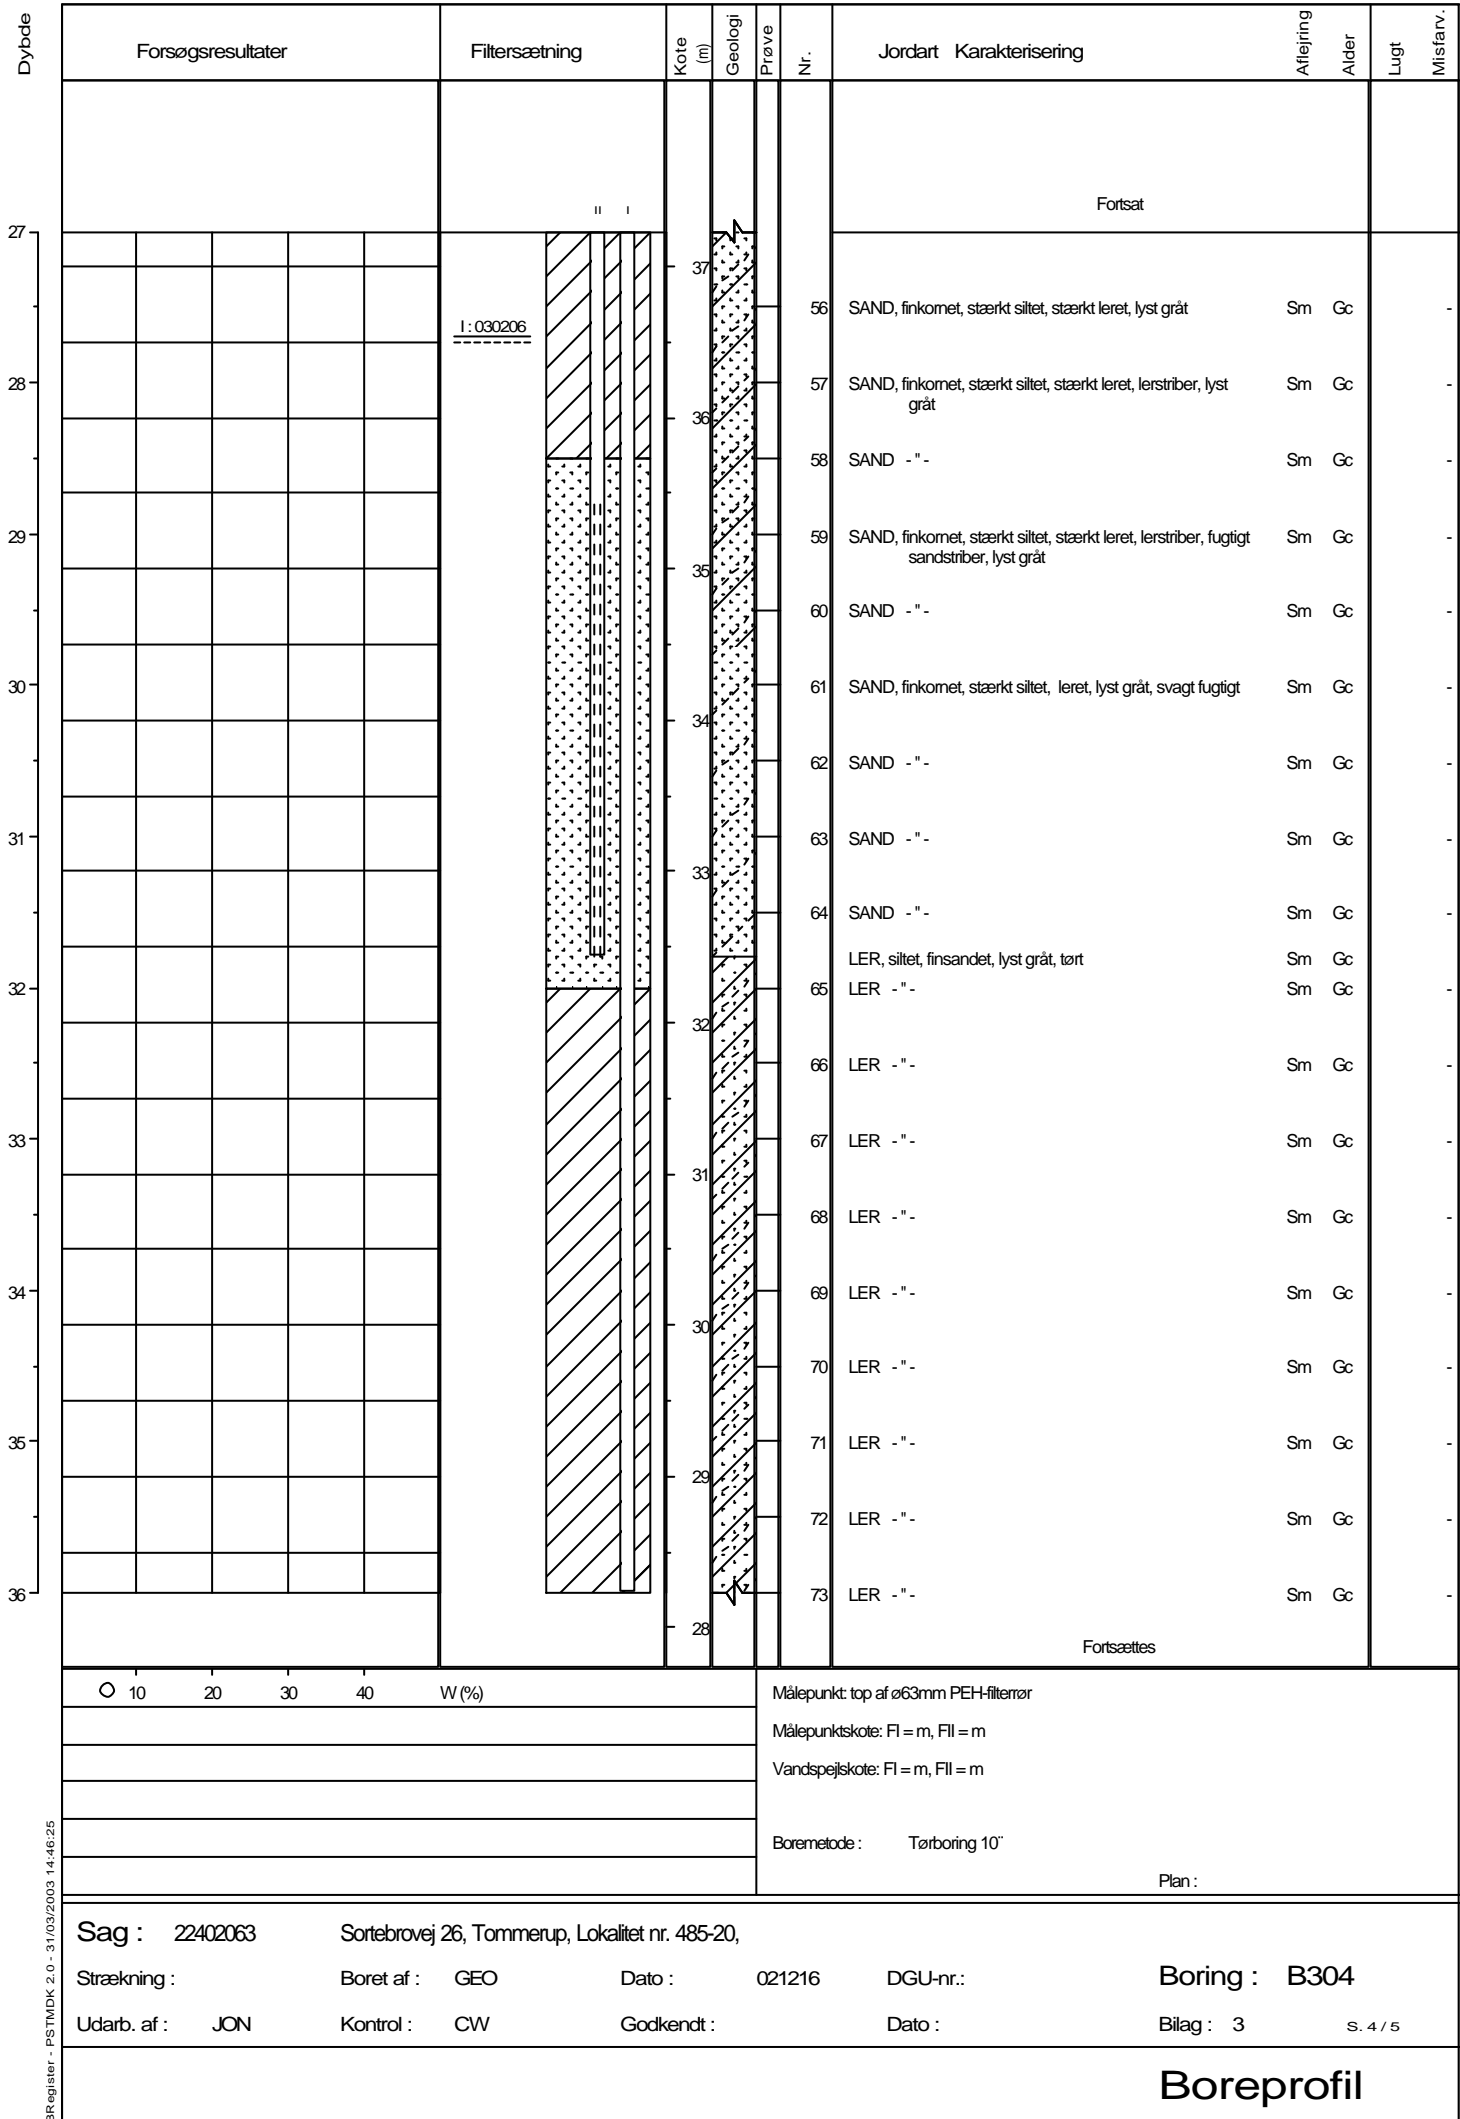 Dybde
Forsøgsresultater
Filtersætning
Kote
(m)
Geologi
Prøve
Nr.
Jordart Karakterisering
Aflejring
Alder
Lugt
Misfarv.
Fortsat
II I
27
37
56 SAND, finkornet, stærkt siltet, stærkt leret, lyst gråt Sm Gc -
I : 030206
28
57 SAND, finkornet, stærkt siltet, stærkt leret, lerstriber, lyst Sm Gc -
gråt
36
58 SAND -"- Sm Gc -
29
59 SAND, finkornet, stærkt siltet, stærkt leret, lerstriber, fugtigt Sm Gc -
sandstriber, lyst gråt
35
60 SAND -"- Sm Gc -
30
61 SAND, finkornet, stærkt siltet, leret, lyst gråt, svagt fugtigt Sm Gc -
34
62 SAND -"- Sm Gc -
31
63 SAND -"- Sm Gc -
33
64 SAND -"- Sm Gc -
LER, siltet, finsandet, lyst gråt, tørt Sm Gc
32
65 LER -"- Sm Gc -
32
66 LER -"- Sm Gc -
33
67 LER -"- Sm Gc -
31
68 LER -"- Sm Gc -
34
69 LER -"- Sm Gc -
30
70 LER -"- Sm Gc -
35
71 LER -"- Sm Gc -
29
72 LER -"- Sm Gc -
36
73 LER -"- Sm Gc -
28
Fortsættes
10 20 30 40 W (%)
Målepunkt: top af ø63mm PEH-filterrør
Målepunktskote: FI = m, FII = m
Vandspejlskote: FI = m, FII = m
Boremetode : Tørboring 10¨
Plan :
BRegister - PSTMDK 2.0 - 31/03/2003 14:46:25
Sag : 22402063 Sortebrovej 26, Tommerup, Lokalitet nr. 485-20,
Strækning : Boret af : GEO Dato : 021216 DGU-nr.: Boring : B304
Udarb. af : JON Kontrol : CW Godkendt : Dato : Bilag : 3 S. 4 / 5
Boreprofil